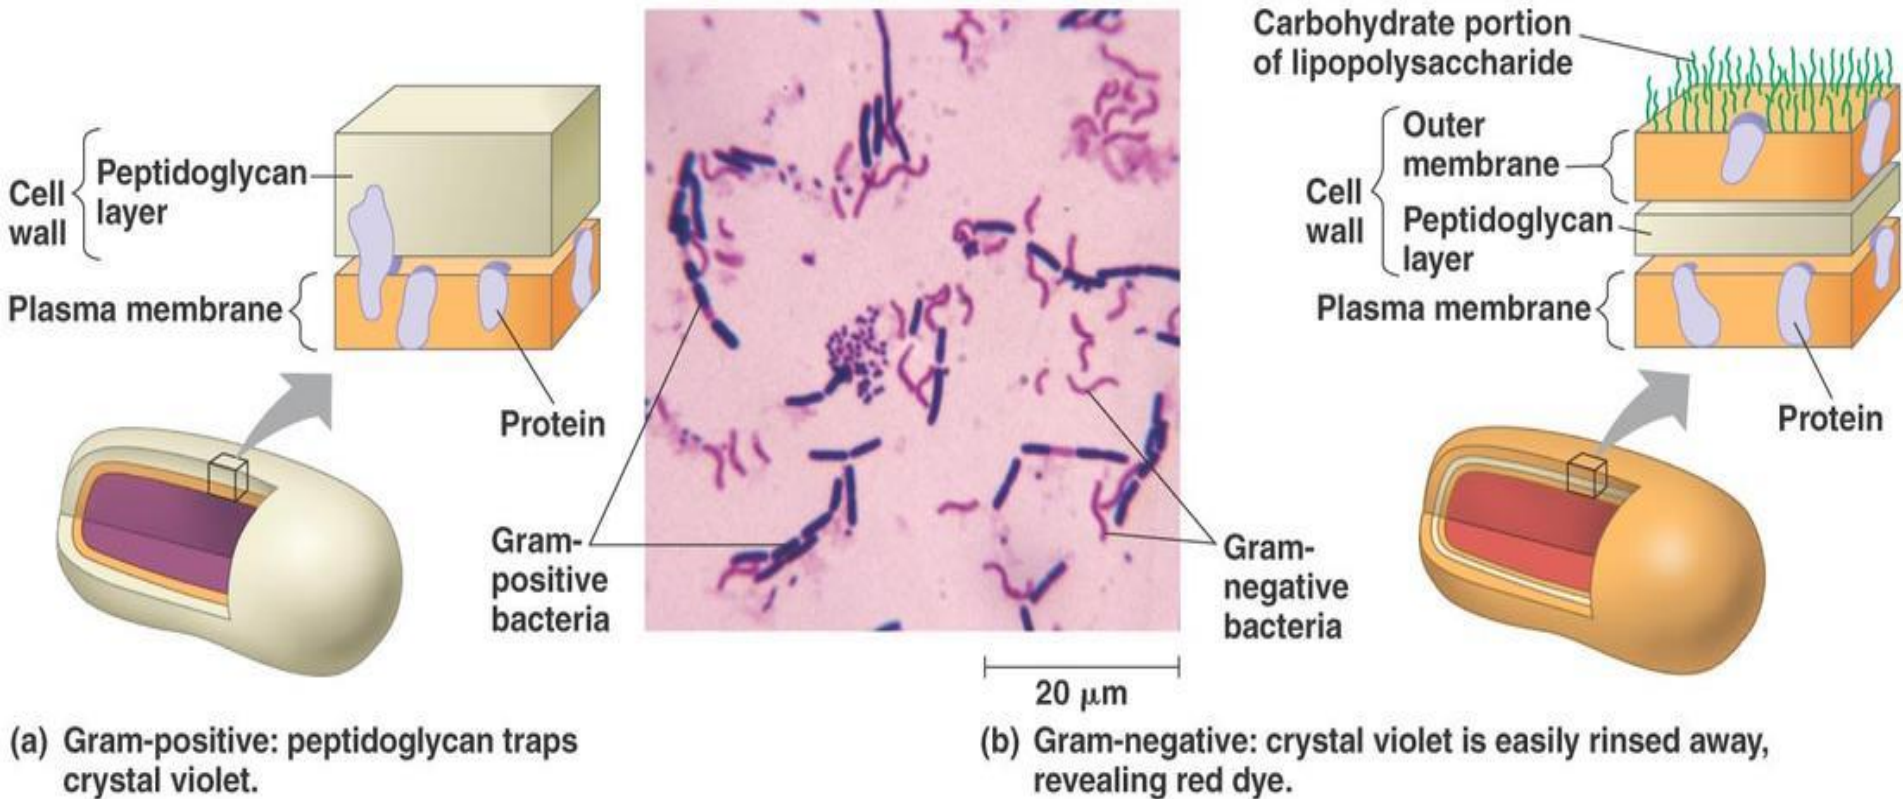 Cell
wall
Peptidoglycan
layer
Plasma membrane
Protein
Gram-
positive
bacteria
(a) Gram-positive: peptidoglycan traps
crystal violet.
20 μm
Carbohydrate portion
of lipopolysaccharide
Cell
wall
Outer
membrane
Peptidoglycan
layer
Plasma membrane
Protein
Gram-
negative
bacteria
(b) Gram-negative: crystal violet is easily rinsed away,
revealing red dye.